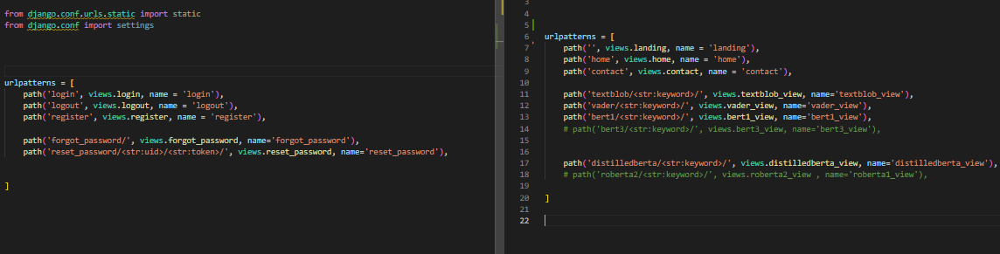 from django.conf.urls.static import static
from django.conf import settings
urlpatterns = [
path('login', views.login, name = 'login'),
path('logout', views.logout, name = 'logout'),
path('register', views.register, name = 'register'),
path('forgot_password/', views.forgot_password, name='forgot_password'),
path('reset_password/<str:uid>/<str:token>/', views.reset_password, name='reset_password'),
]
3
4
5
6 urlpatterns = [
7 path('', views.landing, name = 'landing'),
8 path('home', views.home, name = 'home'),
9 path('contact', views.contact, name = 'contact'),
10
11 path('textblob/<str:keyword>/', views.textblob_view, name='textblob_view'),
12 path('vader/<str:keyword>/', views.vader_view, name='vader_view'),
13 path('bert1/<str:keyword>/', views.bert1_view, name='bert1_view'),
14 # path('bert3/<str:keyword>/', views.bert3_view, name='bert3_view'),
15
16
17 path('distilledberta/<str:keyword>/', views.distilledberta_view, name='distilledberta_view'),
18 # path('roberta2/<str:keyword>/', views.roberta2_view , name='roberta1_view'),
19
20 ]
21
22